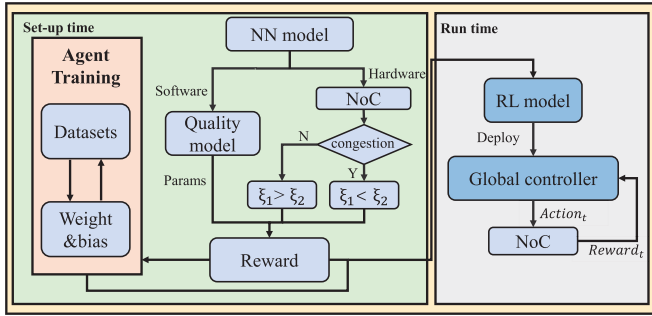 Set-up time
Agent
Training
Datasets
Weight
&bias
NN model
Software
Hardware
Quality
model
NoC
congestion
N
Y
Params
ξ₁> ξ₂
ξ₁< ξ₂
Reward
Run time
RL model
Deploy
Global controller
Actionₜ
NoC
Rewardₜ